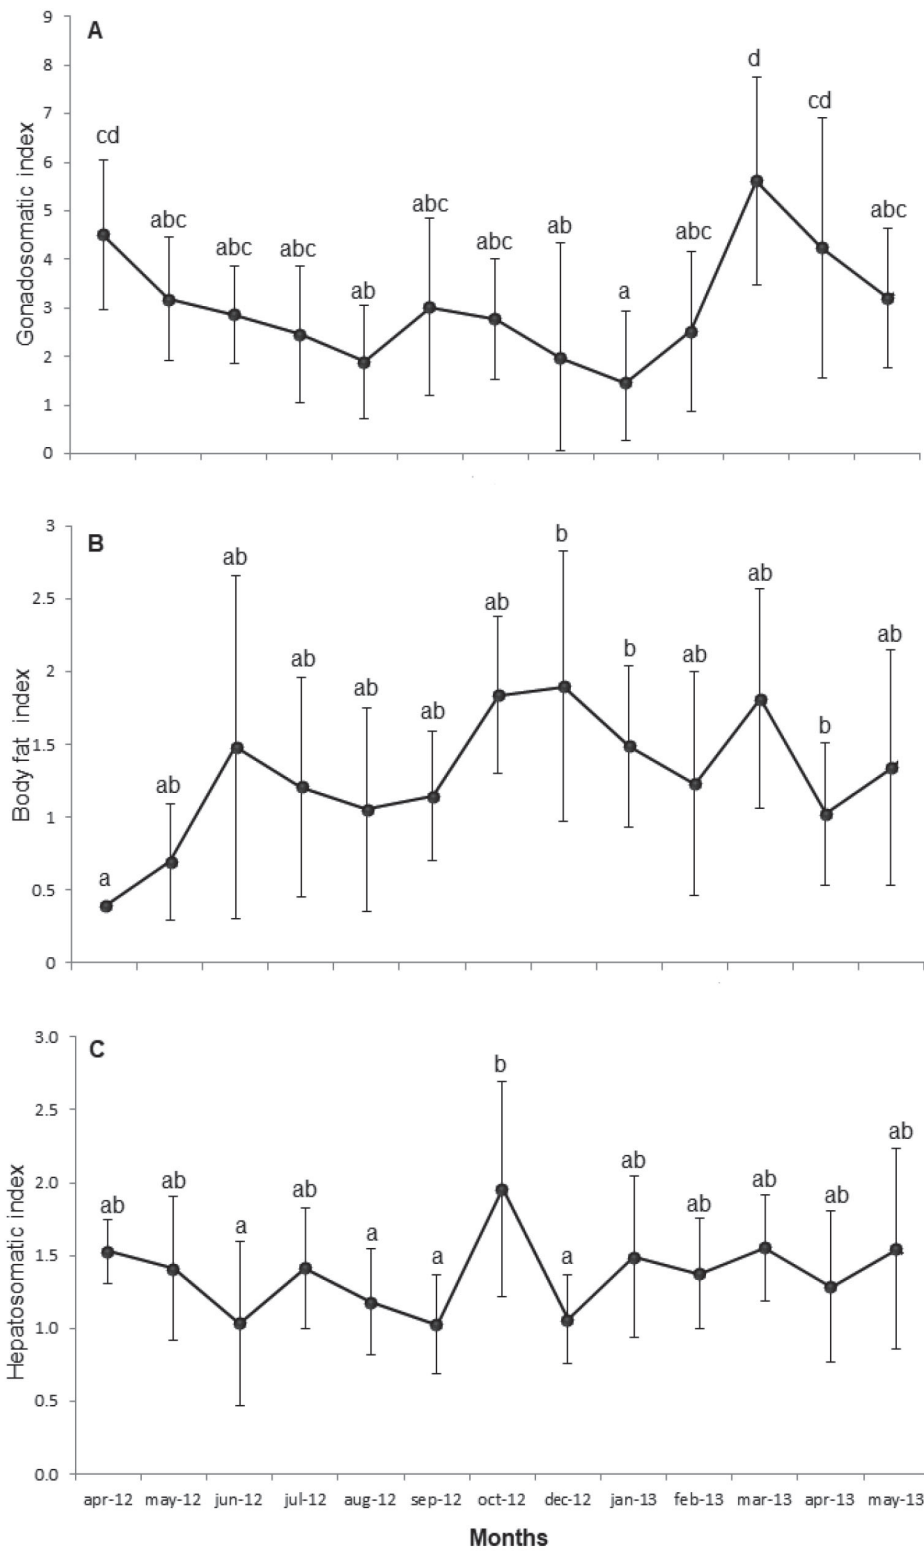 A
Gonadosomatic index
9
8
7
6
5
4
3
2
1
0
cd
abc
abc
abc
ab
abc
abc
ab
a
abc
d
cd
abc
B
Body fat index
3
2.5
2
1.5
1
0.5
0
a
ab
ab
ab
ab
ab
ab
b
b
ab
ab
b
ab
C
Hepatosomatic index
3.0
2.5
2.0
1.5
1.0
0.5
0.0
ab
ab
a
ab
a
a
b
a
ab
ab
ab
ab
ab
apr-12 may-12 jun-12 jul-12 aug-12 sep-12 oct-12 dec-12 jan-13 feb-13 mar-13 apr-13 may-13
Months